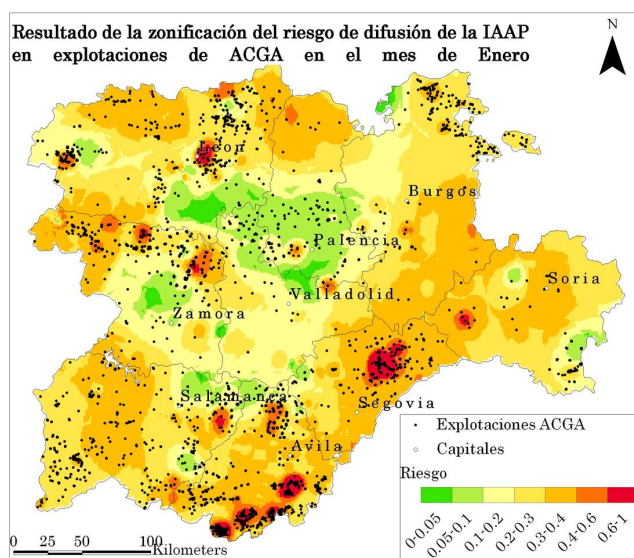 Resultado de la zonificación del riesgo de difusión de la IAAP
en explotaciones de ACGA en el mes de Enero
N
Leon
Burgos
Palencia
Soria
Valladolid
Zamora
Salamanca
Segovia
Avila
Explotaciones ACGA
Capitales
Riesgo
0-0.05
0.05-0.1
0.1-0.2
0.2-0.3
0.3-0.4
0.4-0.6
0.6-1
0 25 50 100
Kilometers